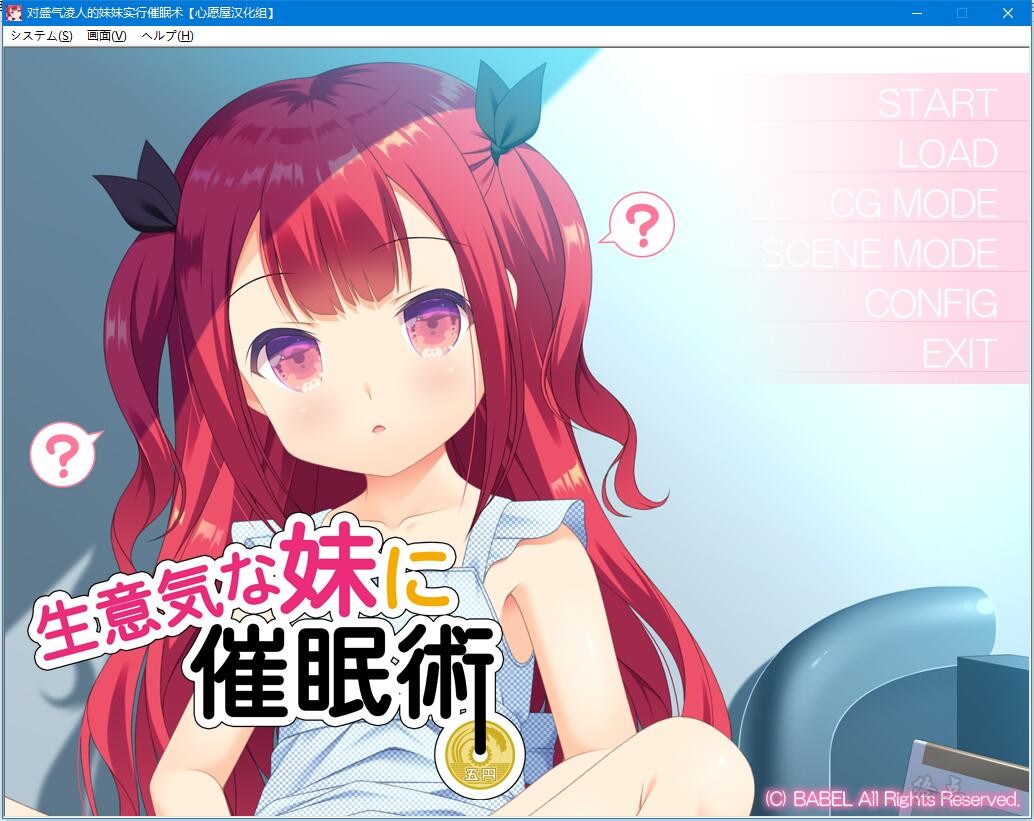 对盛气凌人的妹妹实行催眠术【心愿屋汉化组】
システム(S) 画面(V) ヘルプ(H)
START
LOAD
CG MODE
SCENE MODE
CONFIG
EXIT
?
?
生意気な妹に
催眠術
五円
(C) BABEL All Rights Reserved.